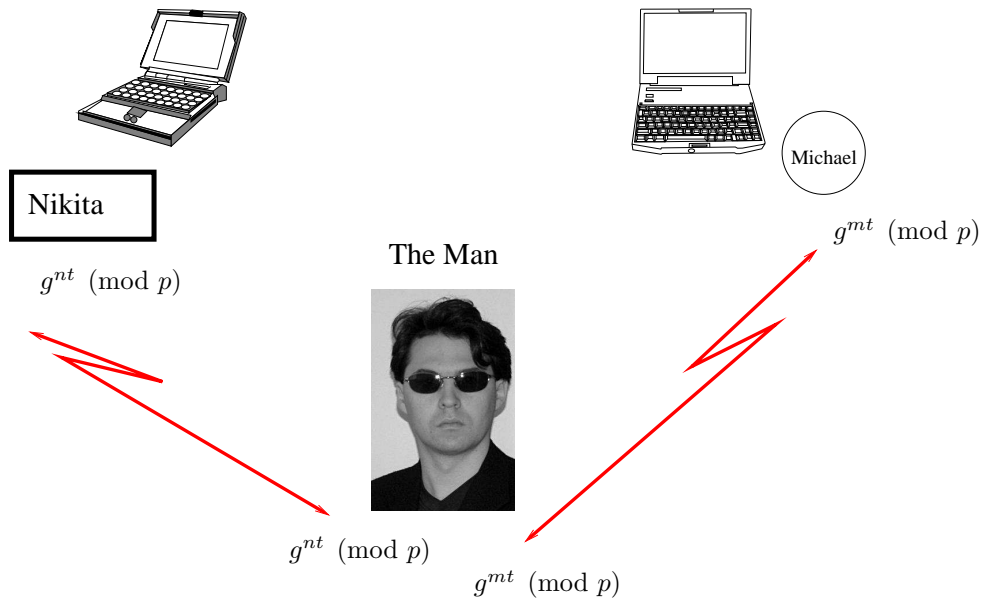 Michael
Nikita
$g^{mt}$ (mod $p$)
The Man
$g^{nt}$ (mod $p$)
$g^{nt}$ (mod $p$)
$g^{mt}$ (mod $p$)